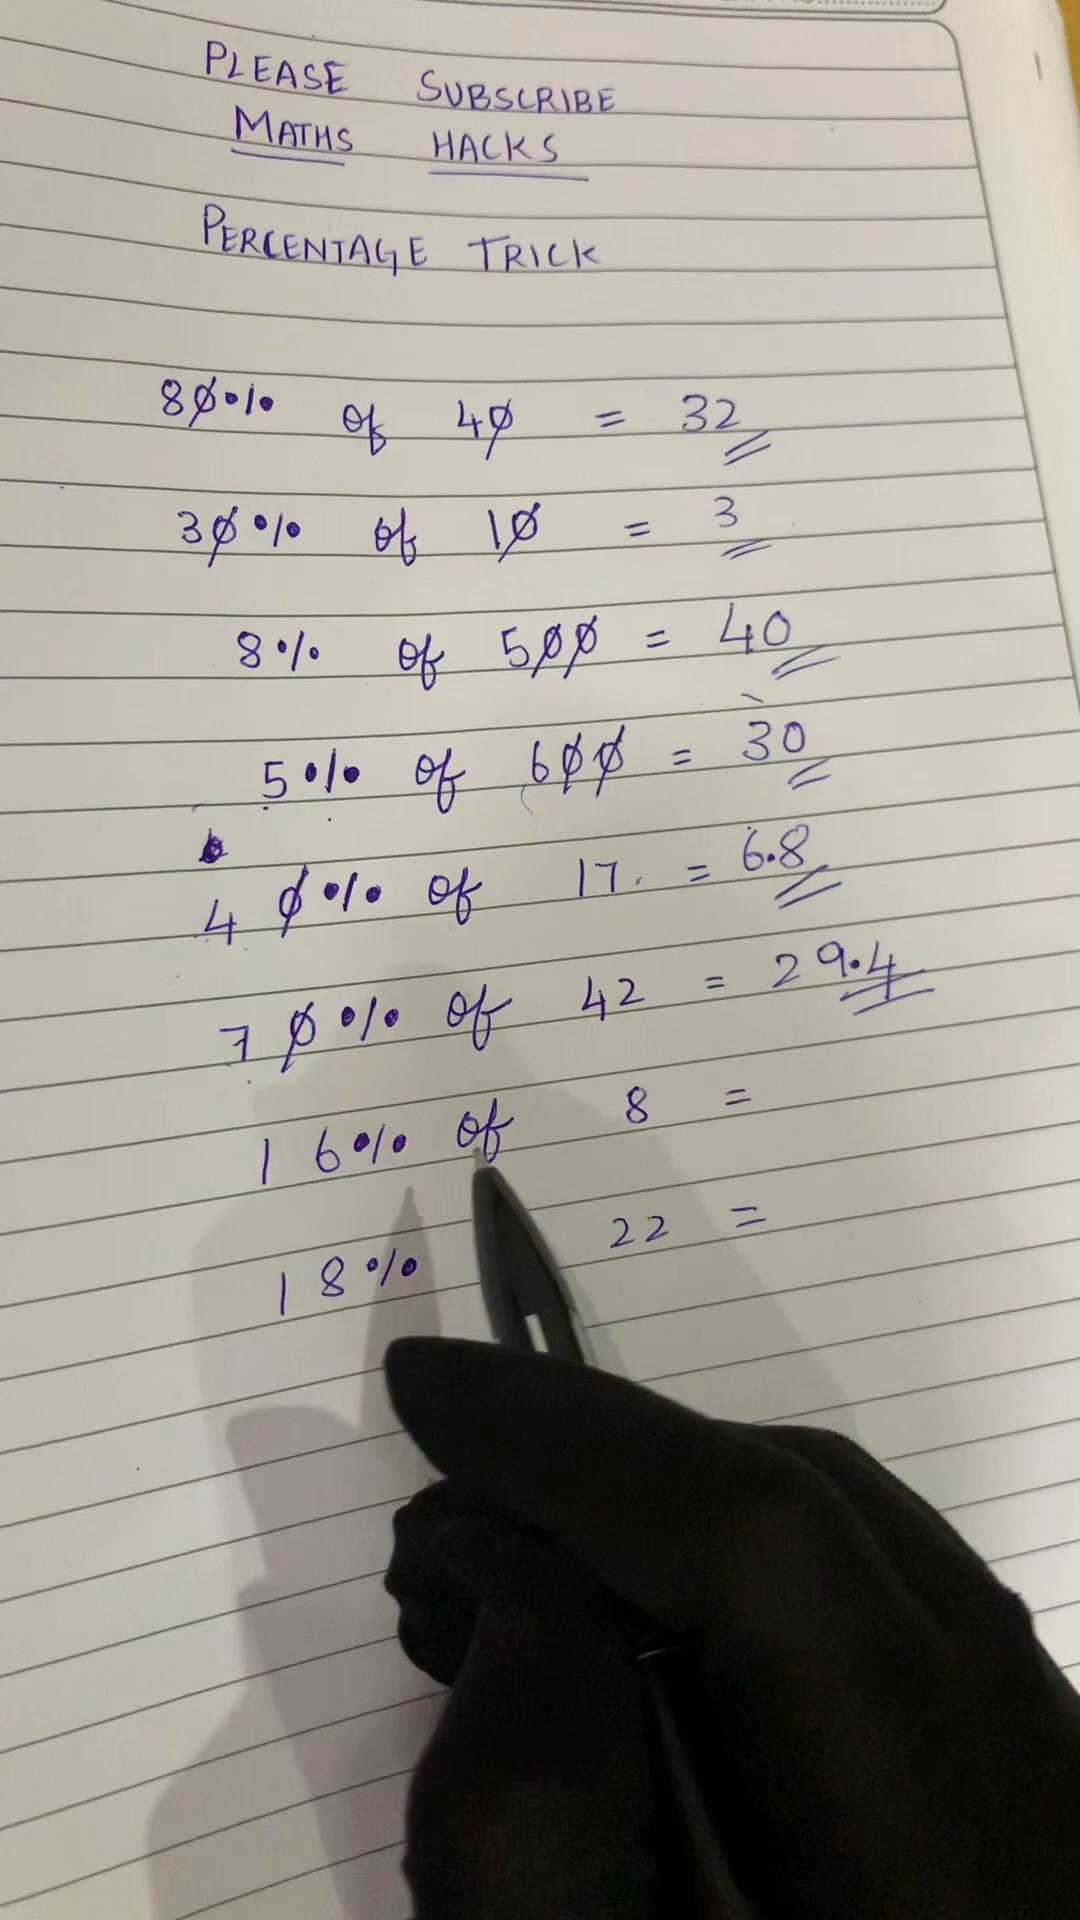 PLEASE SUBSCRIBE
MATHS HACKS
PERCENTAGE TRICK
80% of 40 = 32
30% of 10 = 3
8% of 500 = 40
5% of 600 = 30
40% of 17. = 6.8
70% of 42 = 29.4
16% of 8 =
18% 22 =